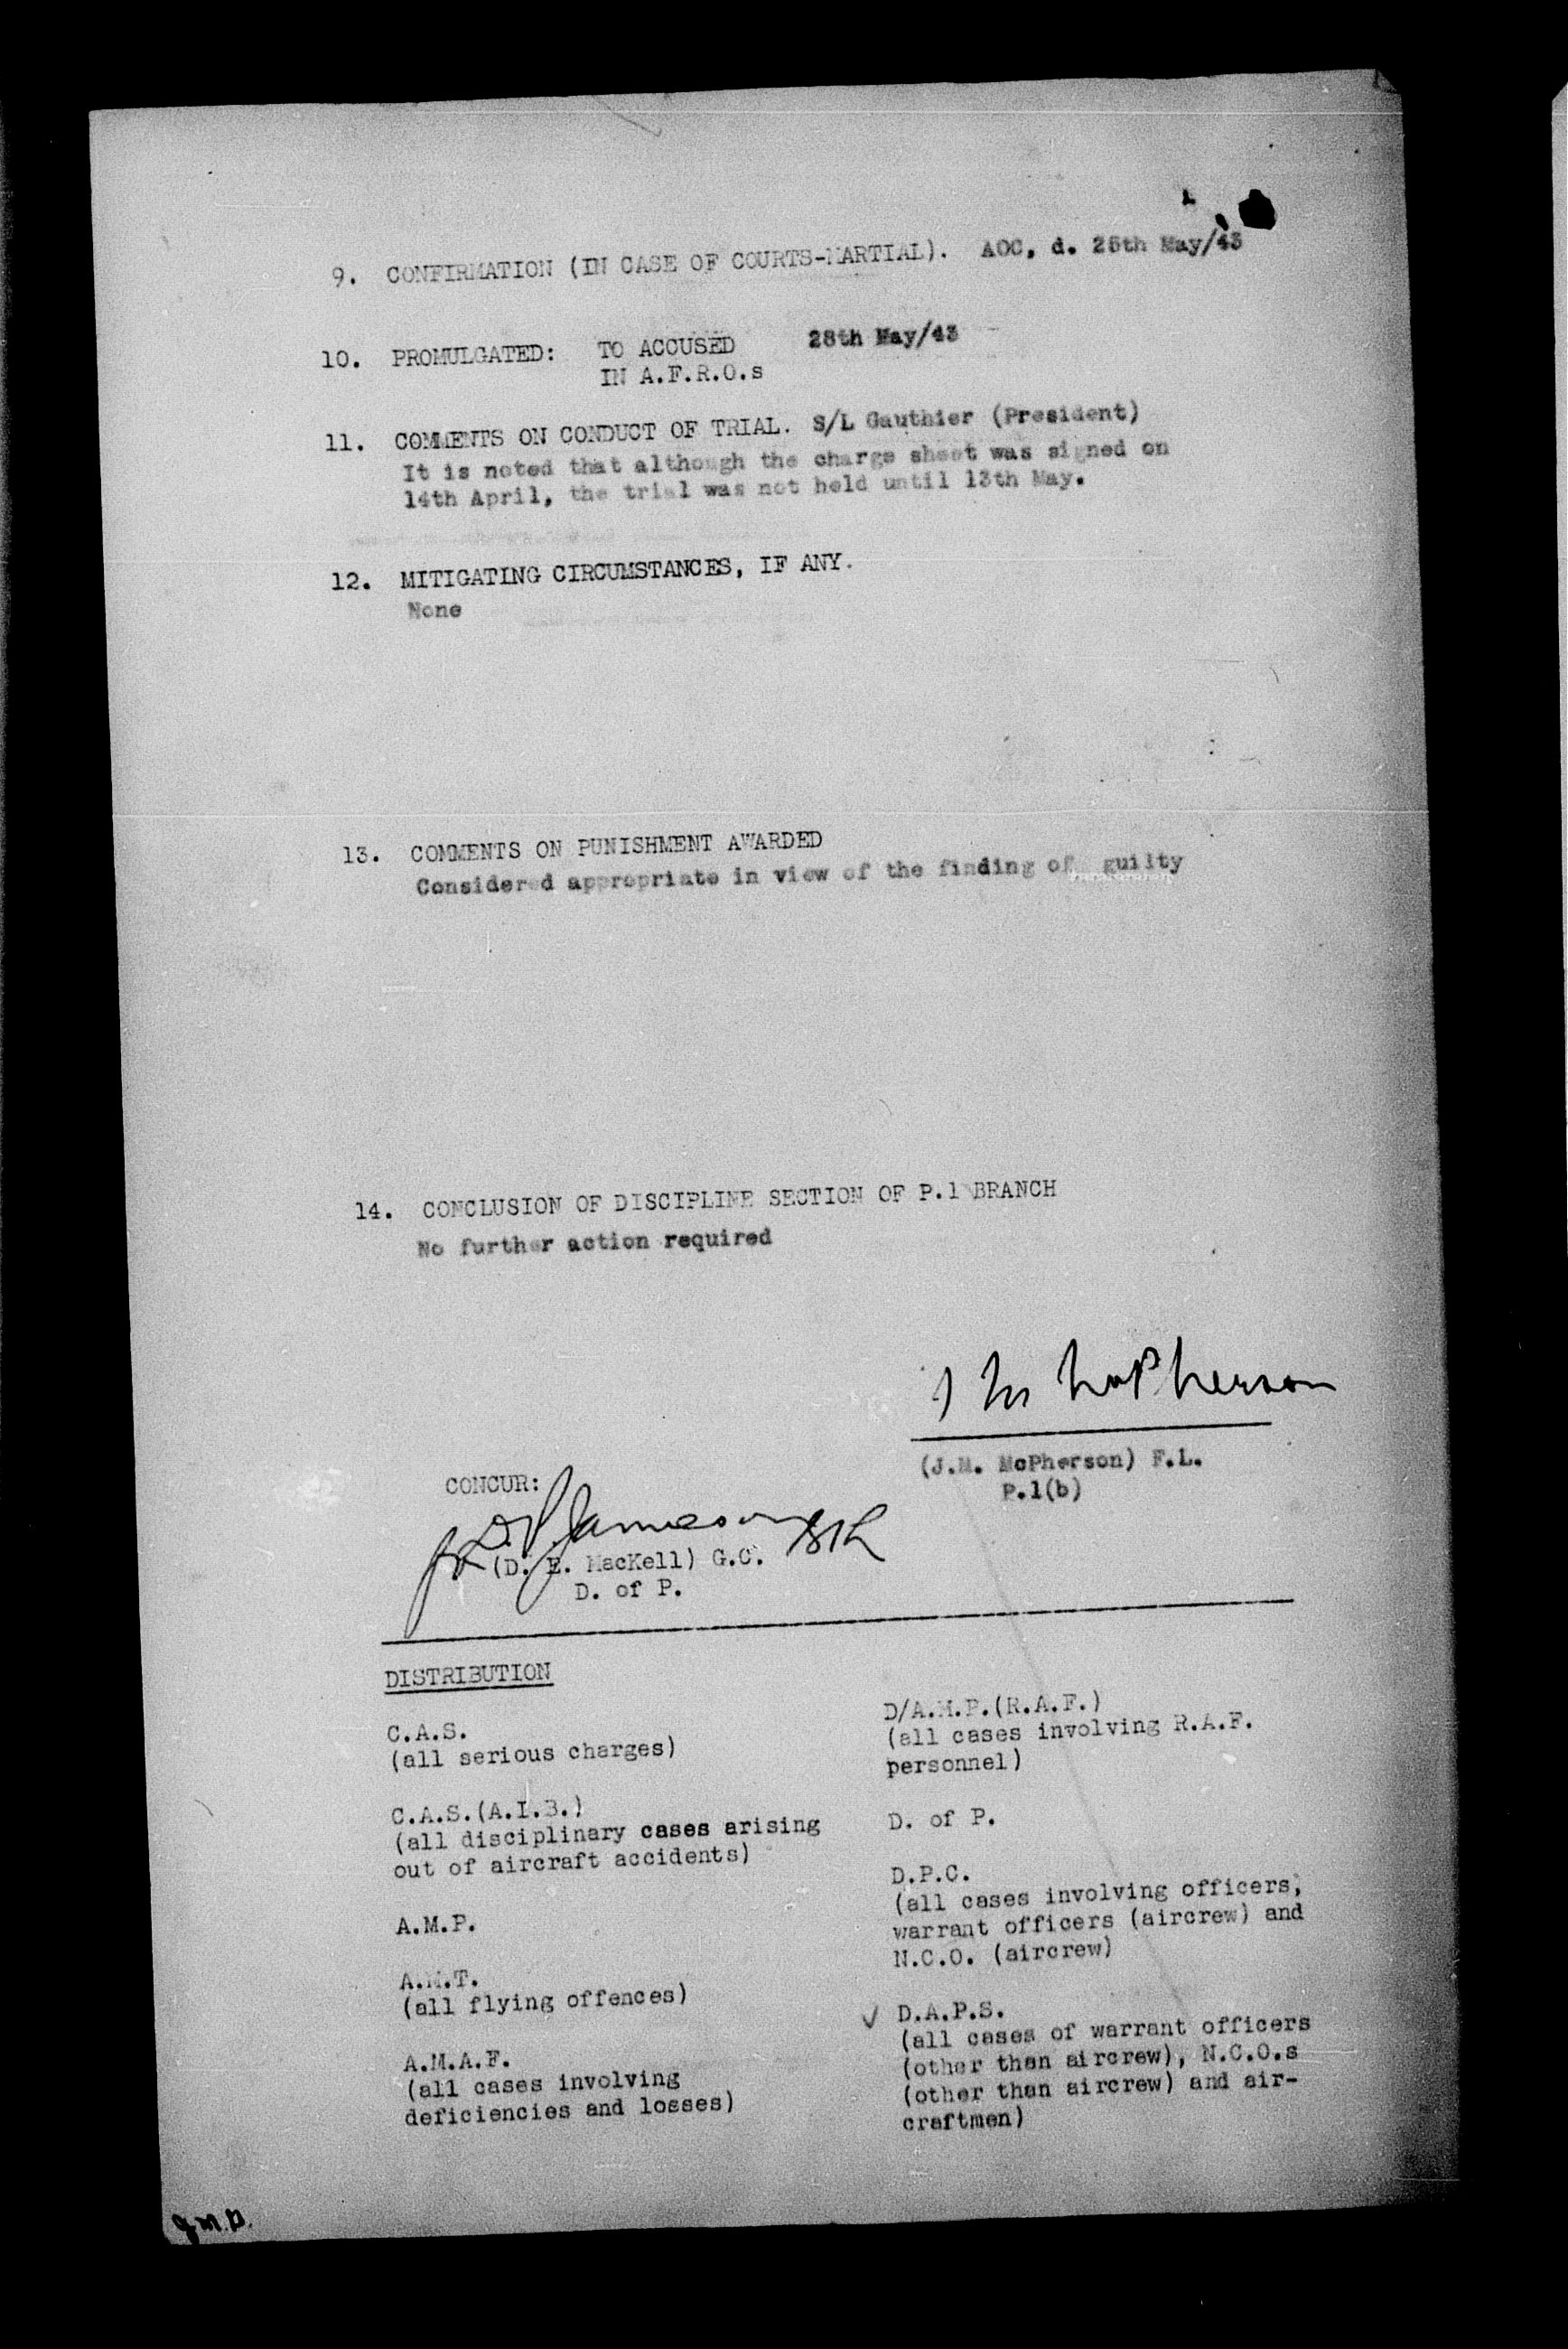 9. CONFIRMATION (IN CASE OF COURTS-MARTIAL). AOC, d. 25th May/43
10. PROMULGATED: TO ACCUSED 28th May/43
IN A.F.R.O.s
11. COMMENTS ON CONDUCT OF TRIAL. S/L Gauthier (President)
It is noted that although the charge sheet was signed on
14th April, the trial was not held until 13th May.
12. MITIGATING CIRCUMSTANCES, IF ANY.
None
13. COMMENTS ON PUNISHMENT AWARDED
Considered appropriate in view of the finding of guilty
14. CONCLUSION OF DISCIPLINE SECTION OF P.1 BRANCH
No further action required
J M McPherson
(J.M. McPherson) F.L.
P.1(b)
CONCUR:
Jameson S/L
(D. E. MacKell) G.C.
D. of P.
DISTRIBUTION
C.A.S.
(all serious charges)
C.A.S.(A.I.B.)
(all disciplinary cases arising
out of aircraft accidents)
A.M.P.
A.M.T.
(all flying offences)
A.M.A.F.
(all cases involving
deficiencies and losses)
D/A.M.P.(R.A.F.)
(all cases involving R.A.F.
personnel)
D. of P.
D.P.C.
(all cases involving officers,
warrant officers (aircrew) and
N.C.O. (aircrew)
✓ D.A.P.S.
(all cases of warrant officers
(other than aircrew), N.C.O.s
(other than aircrew) and air-
craftmen)